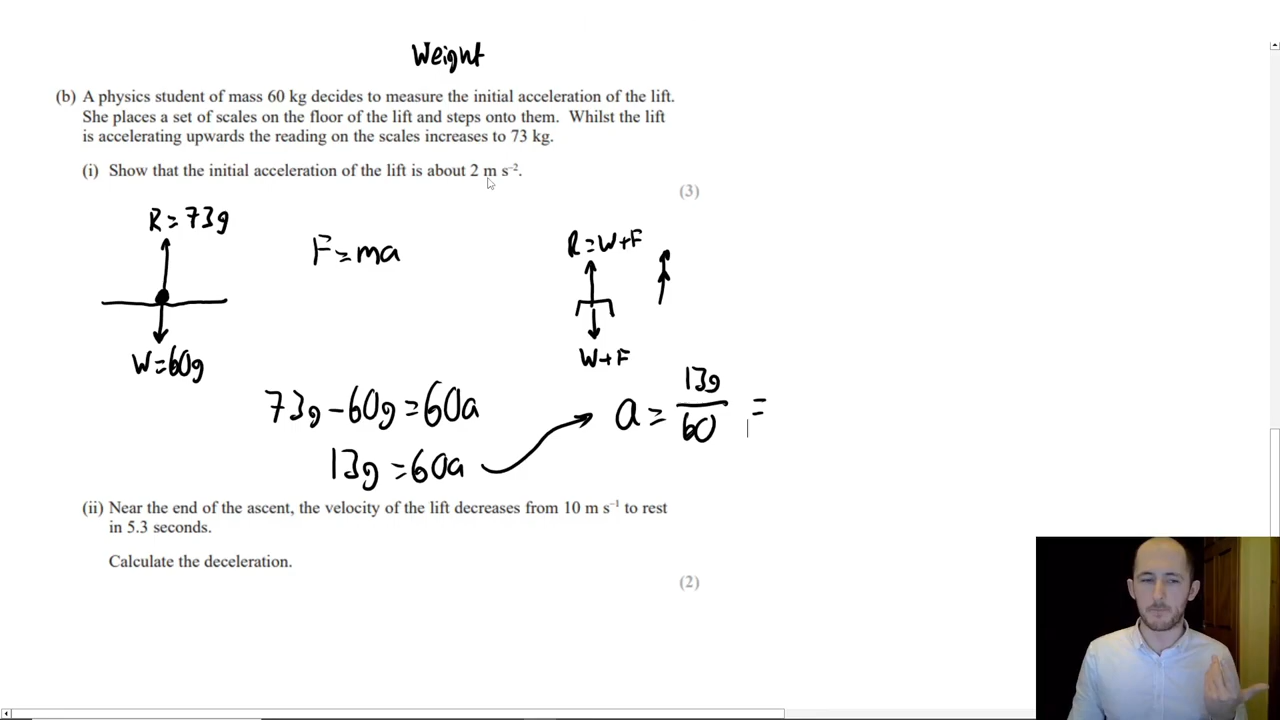 Weight
(b) A physics student of mass 60 kg decides to measure the initial acceleration of the lift.
She places a set of scales on the floor of the lift and steps onto them. Whilst the lift
is accelerating upwards the reading on the scales increases to 73 kg.
(i) Show that the initial acceleration of the lift is about 2 m s⁻².
(3)
R = 73g
F = ma
R = W+F
W = 60g
W+F
73g - 60g = 60a
a = 13g/60 =
13g = 60a
(ii) Near the end of the ascent, the velocity of the lift decreases from 10 m s⁻¹ to rest
in 5.3 seconds.
Calculate the deceleration.
(2)